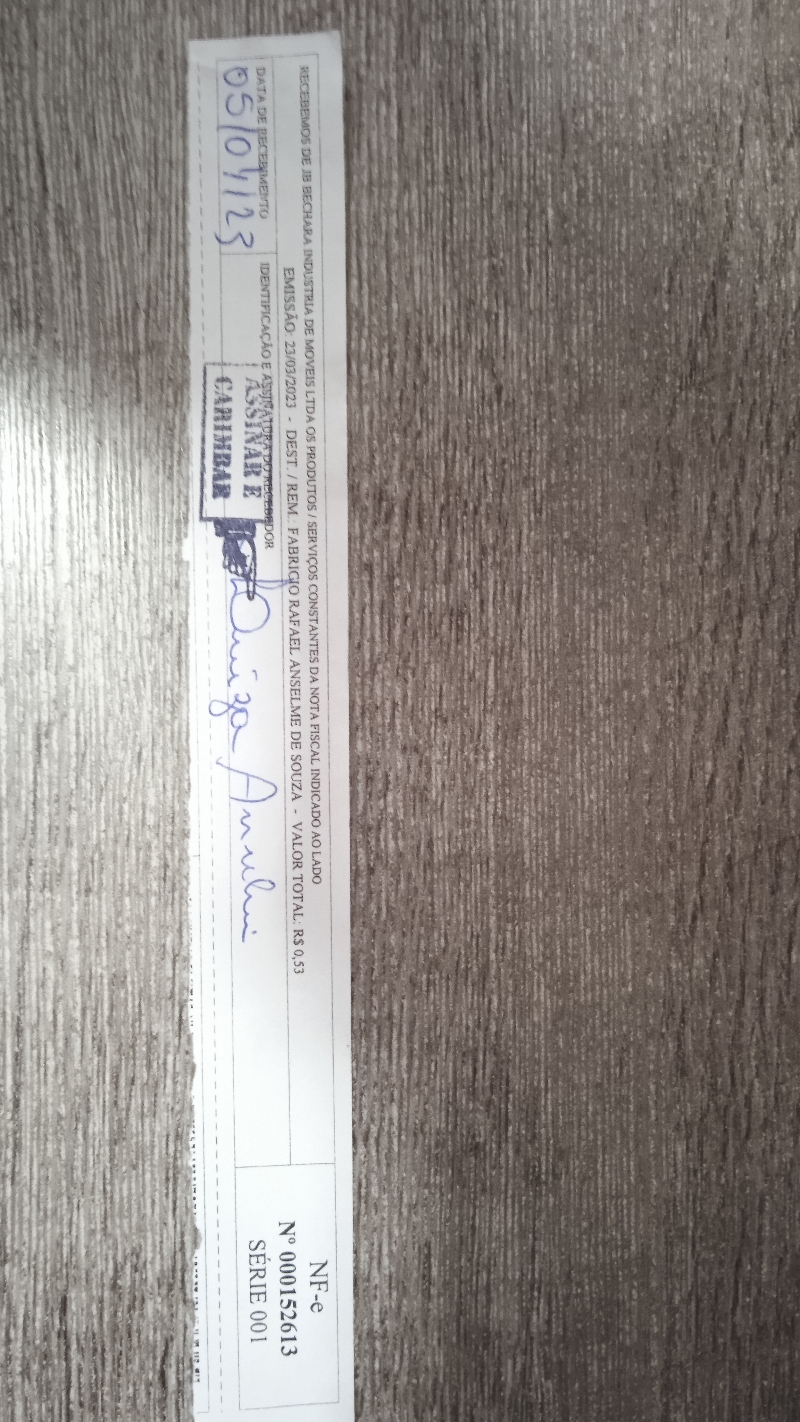 RECEBEMOS DE JB BECHARA INDUSTRIA DE MOVEIS LTDA OS PRODUTOS / SERVIÇOS CONSTANTES DA NOTA FISCAL INDICADO AO LADO
EMISSÃO: 23/03/2023 - DEST. / REM.: FABRICIO RAFAEL ANSELME DE SOUZA - VALOR TOTAL: R$ 0,53
DATA DE RECEBIMENTO
05/04/23
IDENTIFICAÇÃO E ASSINATURA DO RECEBEDOR
ASSINAR E
CARIMBAR
NF-e
Nº 000152613
SÉRIE 001